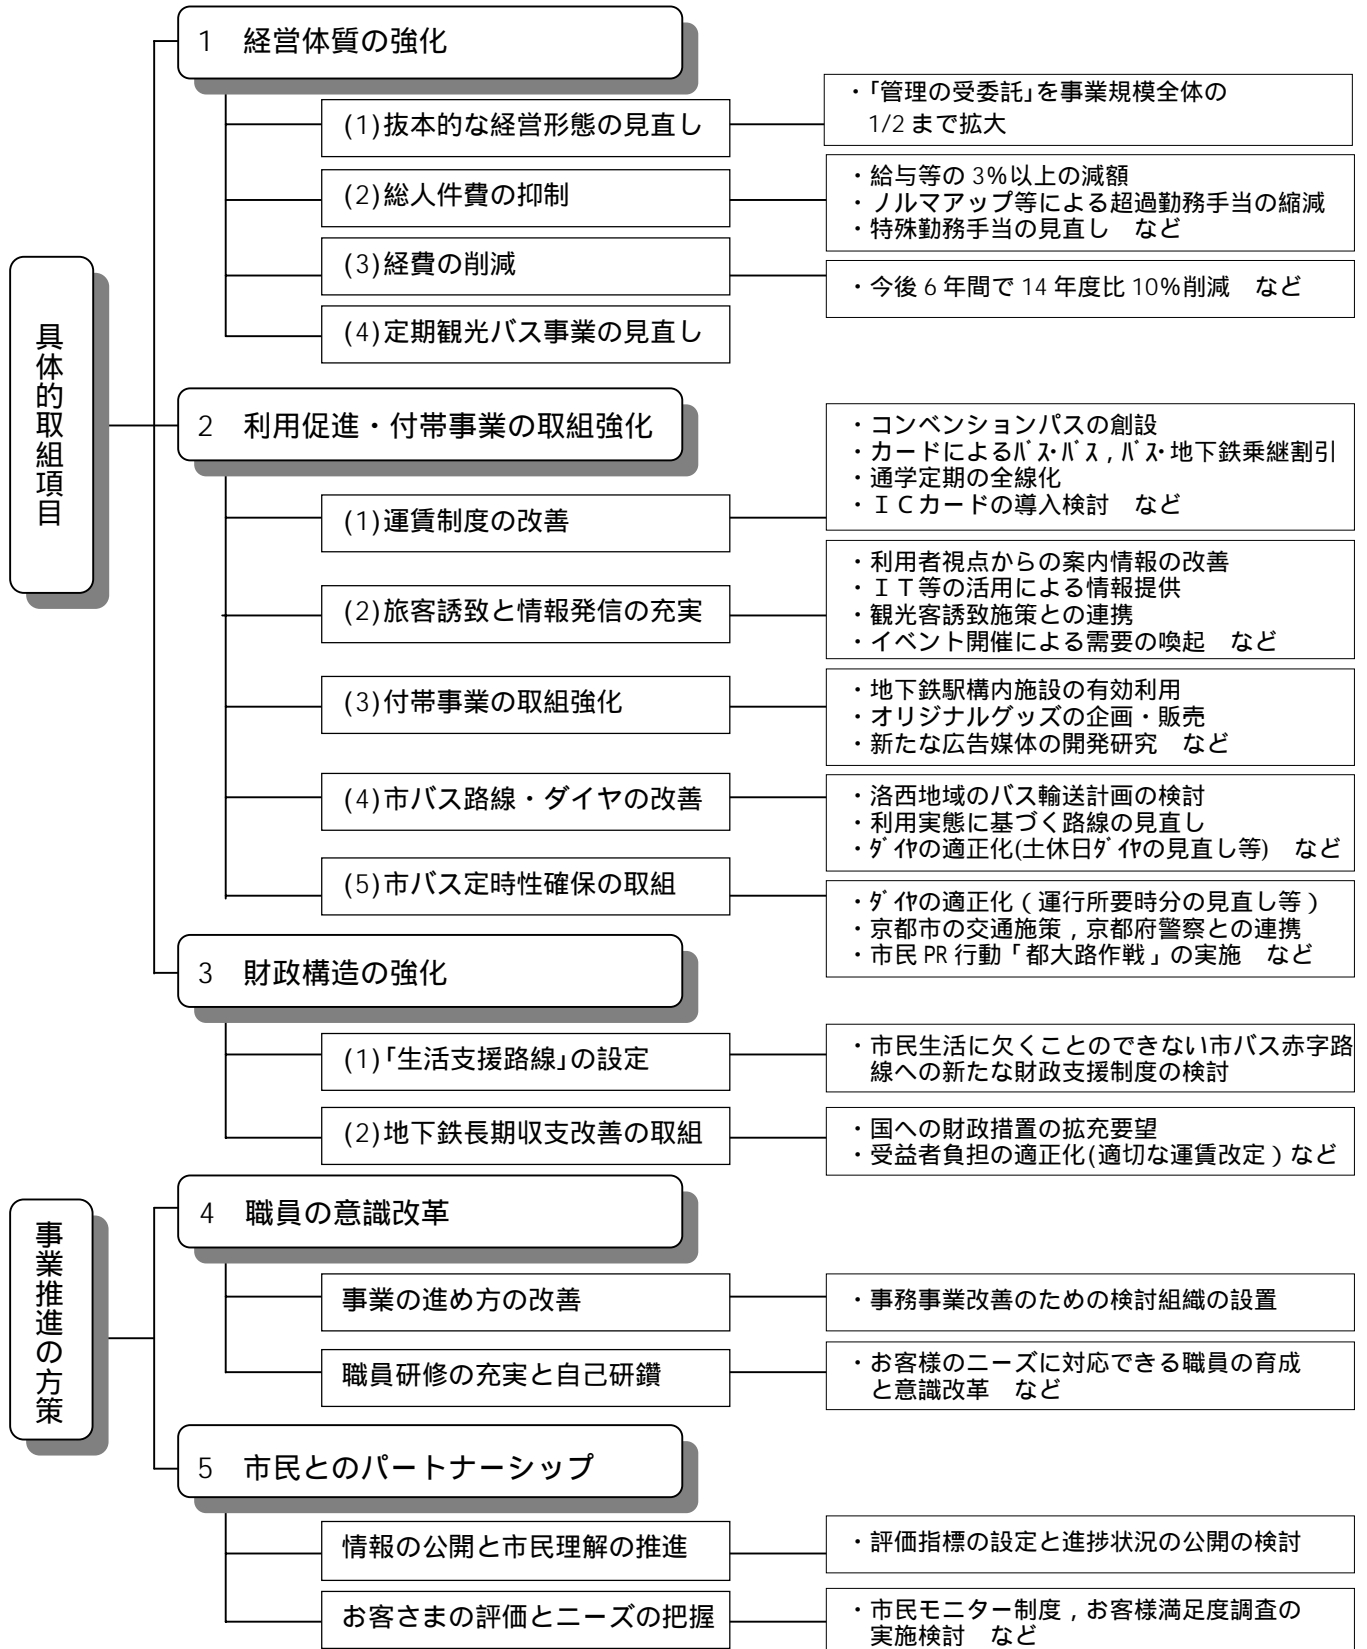 具体的取組項目
1 経営体質の強化
(1)抜本的な経営形態の見直し
・「管理の受委託」を事業規模全体の
1/2 まで拡大
(2)総人件費の抑制
・給与等の 3%以上の減額
・ノルマアップ等による超過勤務手当の縮減
・特殊勤務手当の見直し など
(3)経費の削減
・今後 6 年間で 14 年度比 10%削減 など
(4)定期観光バス事業の見直し
2 利用促進・付帯事業の取組強化
(1)運賃制度の改善
・コンベンションパスの創設
・カードによるﾊﾞｽ・ﾊﾞｽ，ﾊﾞｽ・地下鉄乗継割引
・通学定期の全線化
・ＩＣカードの導入検討 など
(2)旅客誘致と情報発信の充実
・利用者視点からの案内情報の改善
・ＩＴ等の活用による情報提供
・観光客誘致施策との連携
・イベント開催による需要の喚起 など
(3)付帯事業の取組強化
・地下鉄駅構内施設の有効利用
・オリジナルグッズの企画・販売
・新たな広告媒体の開発研究 など
(4)市バス路線・ダイヤの改善
・洛西地域のバス輸送計画の検討
・利用実態に基づく路線の見直し
・ﾀﾞｲﾔの適正化(土休日ﾀﾞｲﾔの見直し等) など
(5)市バス定時性確保の取組
・ﾀﾞｲﾔの適正化（運行所要時分の見直し等）
・京都市の交通施策，京都府警察との連携
・市民 PR 行動「都大路作戦」の実施 など
3 財政構造の強化
(1)「生活支援路線」の設定
・市民生活に欠くことのできない市バス赤字路
線への新たな財政支援制度の検討
(2)地下鉄長期収支改善の取組
・国への財政措置の拡充要望
・受益者負担の適正化(適切な運賃改定）など
事業推進の方策
4 職員の意識改革
事業の進め方の改善
・事務事業改善のための検討組織の設置
職員研修の充実と自己研鑽
・お客様のニーズに対応できる職員の育成
と意識改革 など
5 市民とのパートナーシップ
情報の公開と市民理解の推進
・評価指標の設定と進捗状況の公開の検討
お客さまの評価とニーズの把握
・市民モニター制度，お客様満足度調査の
実施検討 など